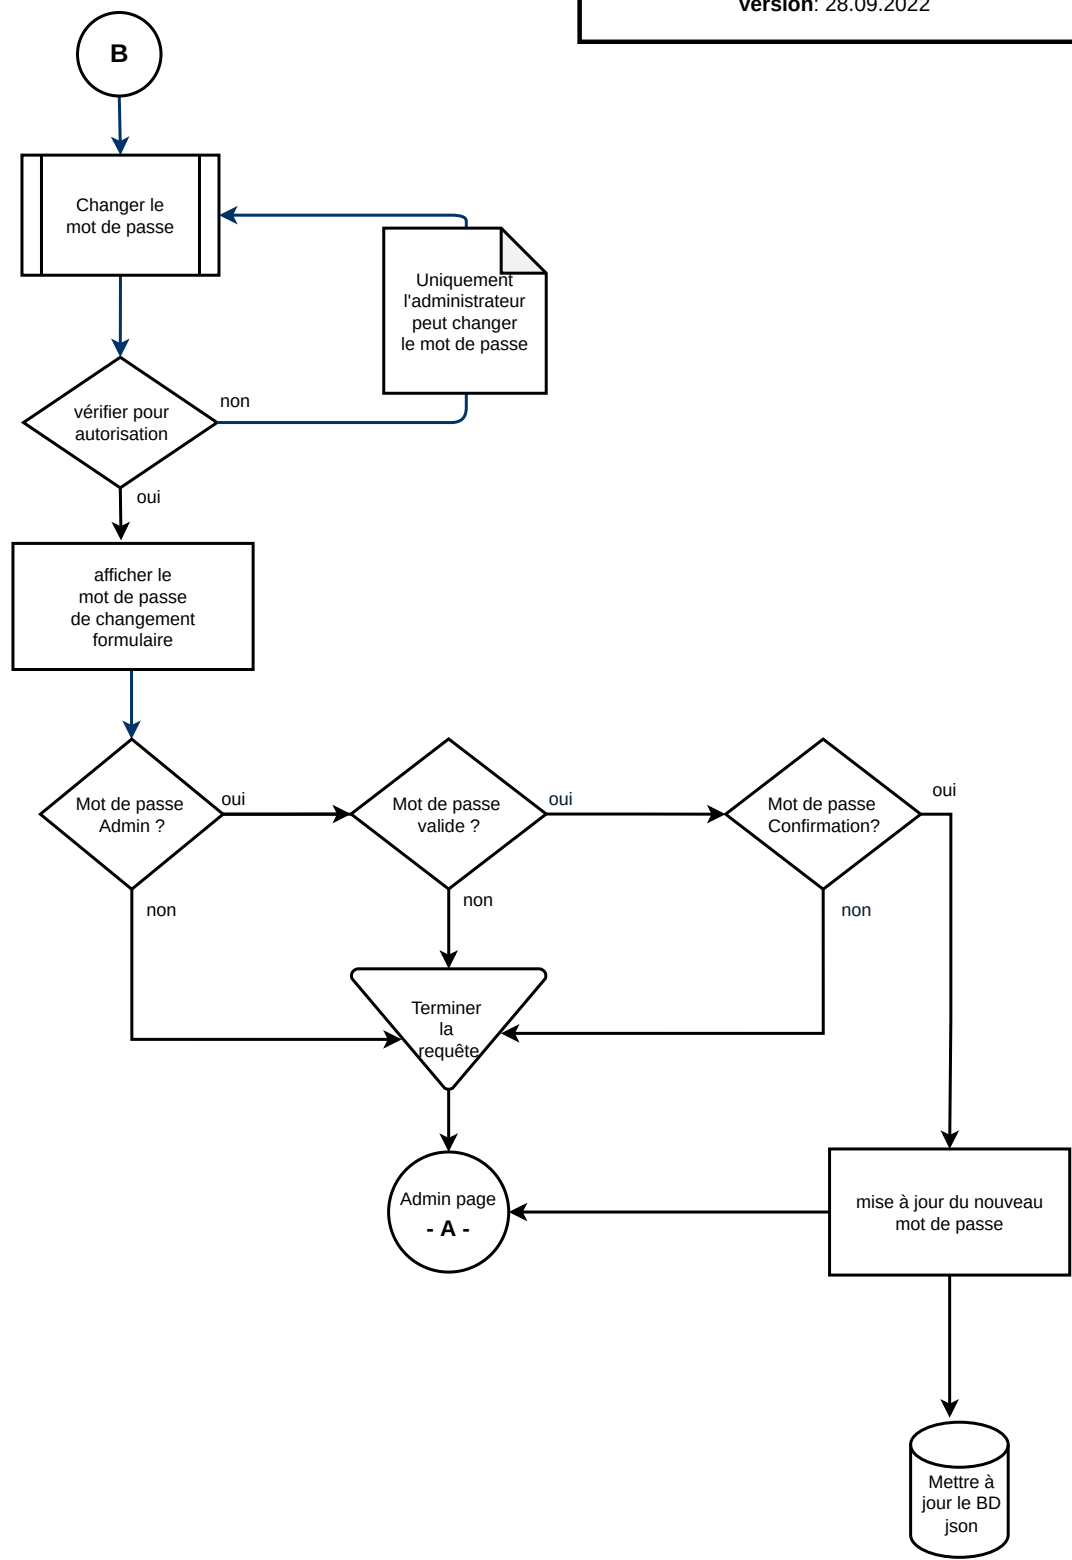 Version: 28.09.2022
B
Changer le
mot de passe
Uniquement
l'administrateur
peut changer
le mot de passe
vérifier pour
autorisation
non
oui
afficher le
mot de passe
de changement
formulaire
Mot de passe
Admin ?
oui
non
Mot de passe
valide ?
oui
non
Mot de passe
Confirmation?
oui
non
Terminer
la
requête
Admin page
- A -
mise à jour du nouveau
mot de passe
Mettre à
jour le BD
json